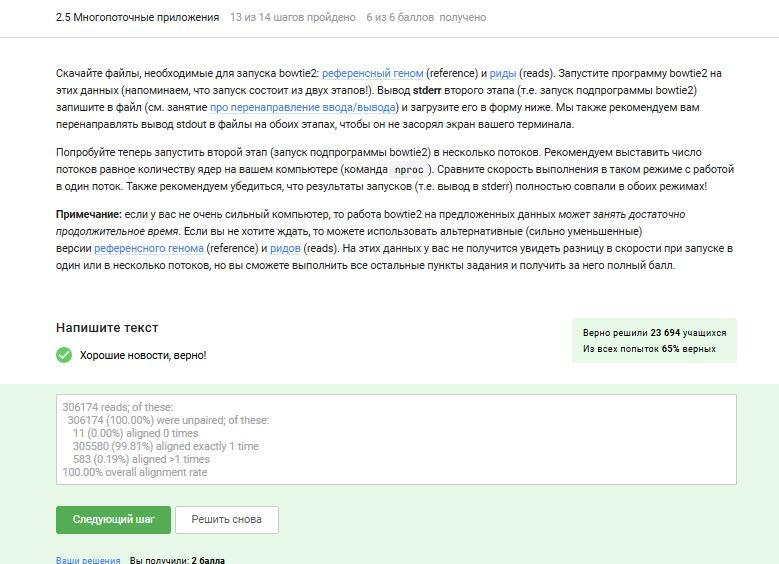 2.5 Многопоточные приложения 13 из 14 шагов пройдено 6 из 6 баллов получено
Скачайте файлы, необходимые для запуска bowtie2: референсный геном (reference) и риды (reads). Запустите программу bowtie2 на
этих данных (напоминаем, что запуск состоит из двух этапов!). Вывод stderr второго этапа (т.е. запуск подпрограммы bowtie2)
запишите в файл (см. занятие про перенаправление ввода/вывода) и загрузите его в форму ниже. Мы также рекомендуем вам
перенаправлять вывод stdout в файлы на обоих этапах, чтобы он не засорял экран вашего терминала.
Попробуйте теперь запустить второй этап (запуск подпрограммы bowtie2) в несколько потоков. Рекомендуем выставить число
потоков равное количеству ядер на вашем компьютере (команда nproc ). Сравните скорость выполнения в таком режиме с работой
в один поток. Также рекомендуем убедиться, что результаты запусков (т.е. вывод в stderr) полностью совпали в обоих режимах!
Примечание: если у вас не очень сильный компьютер, то работа bowtie2 на предложенных данных может занять достаточно
продолжительное время. Если вы не хотите ждать, то можете использовать альтернативные (сильно уменьшенные)
версии референсного генома (reference) и ридов (reads). На этих данных у вас не получится увидеть разницу в скорости при запуске в
один или в несколько потоков, но вы сможете выполнить все остальные пункты задания и получить за него полный балл.
Напишите текст
Верно решили 23 694 учащихся
Из всех попыток 65% верных
Хорошие новости, верно!
306174 reads; of these:
306174 (100.00%) were unpaired; of these:
11 (0.00%) aligned 0 times
305580 (99.81%) aligned exactly 1 time
583 (0.19%) aligned >1 times
100.00% overall alignment rate
Следующий шаг Решить снова
Ваши решения Вы получили: 2 балла